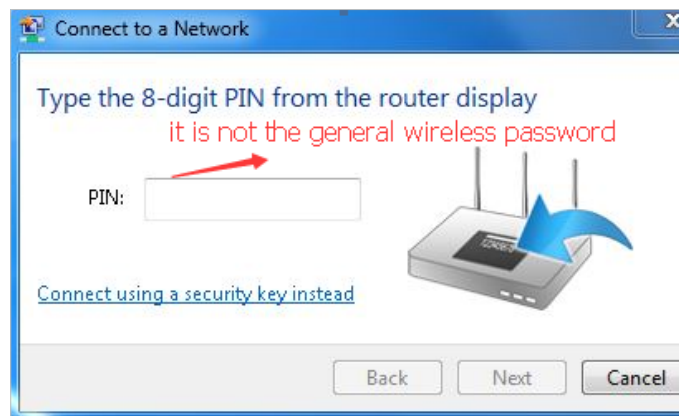 Connect to a Network
Type the 8-digit PIN from the router display
it is not the general wireless password
PIN:
Connect using a security key instead
Back Next Cancel